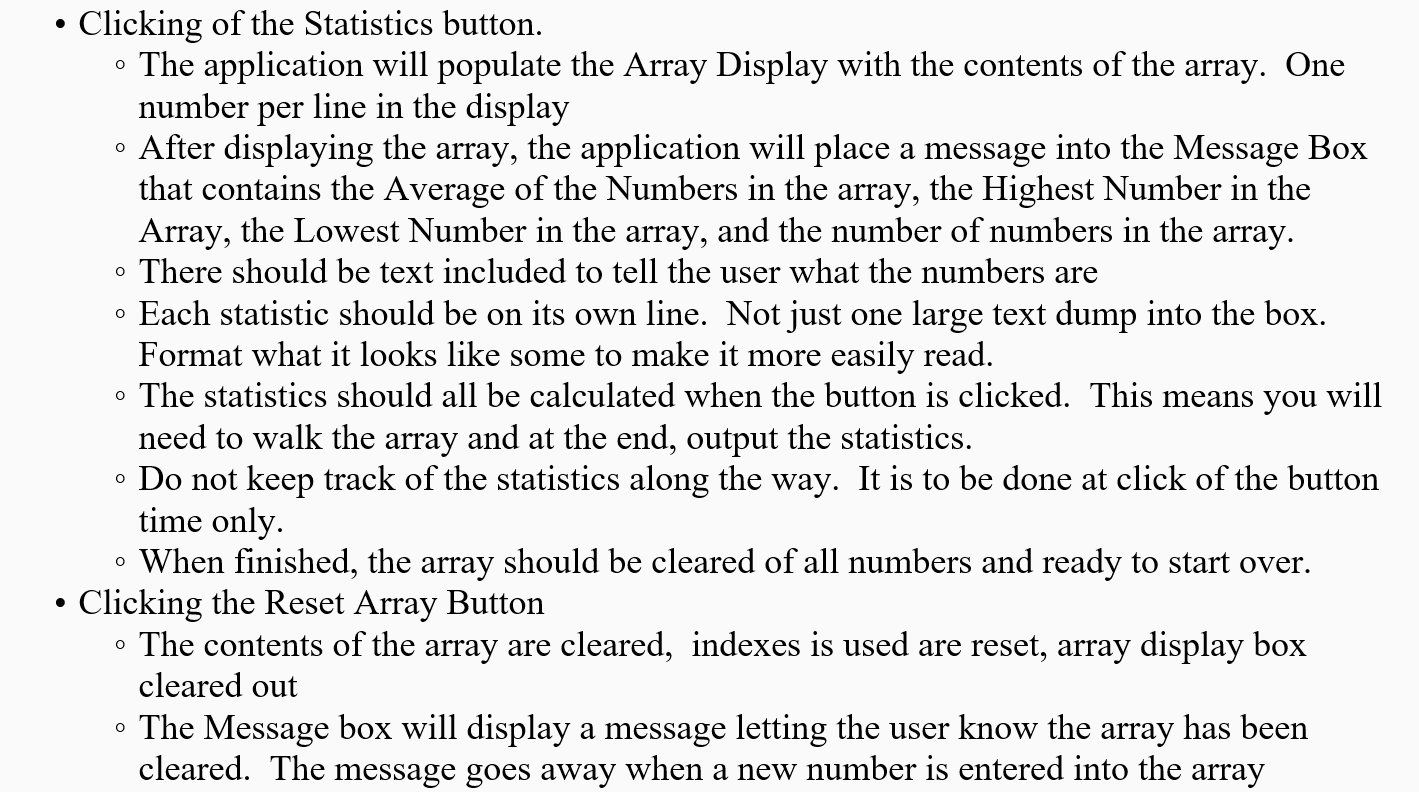 • Clicking of the Statistics button.
◦ The application will populate the Array Display with the contents of the array.  One
number per line in the display
◦ After displaying the array, the application will place a message into the Message Box
that contains the Average of the Numbers in the array, the Highest Number in the
Array, the Lowest Number in the array, and the number of numbers in the array.
◦ There should be text included to tell the user what the numbers are
◦ Each statistic should be on its own line.  Not just one large text dump into the box.
Format what it looks like some to make it more easily read.
◦ The statistics should all be calculated when the button is clicked.  This means you will
need to walk the array and at the end, output the statistics.
◦ Do not keep track of the statistics along the way.  It is to be done at click of the button
time only.
◦ When finished, the array should be cleared of all numbers and ready to start over.
• Clicking the Reset Array Button
◦ The contents of the array are cleared,  indexes is used are reset, array display box
cleared out
◦ The Message box will display a message letting the user know the array has been
cleared.  The message goes away when a new number is entered into the array